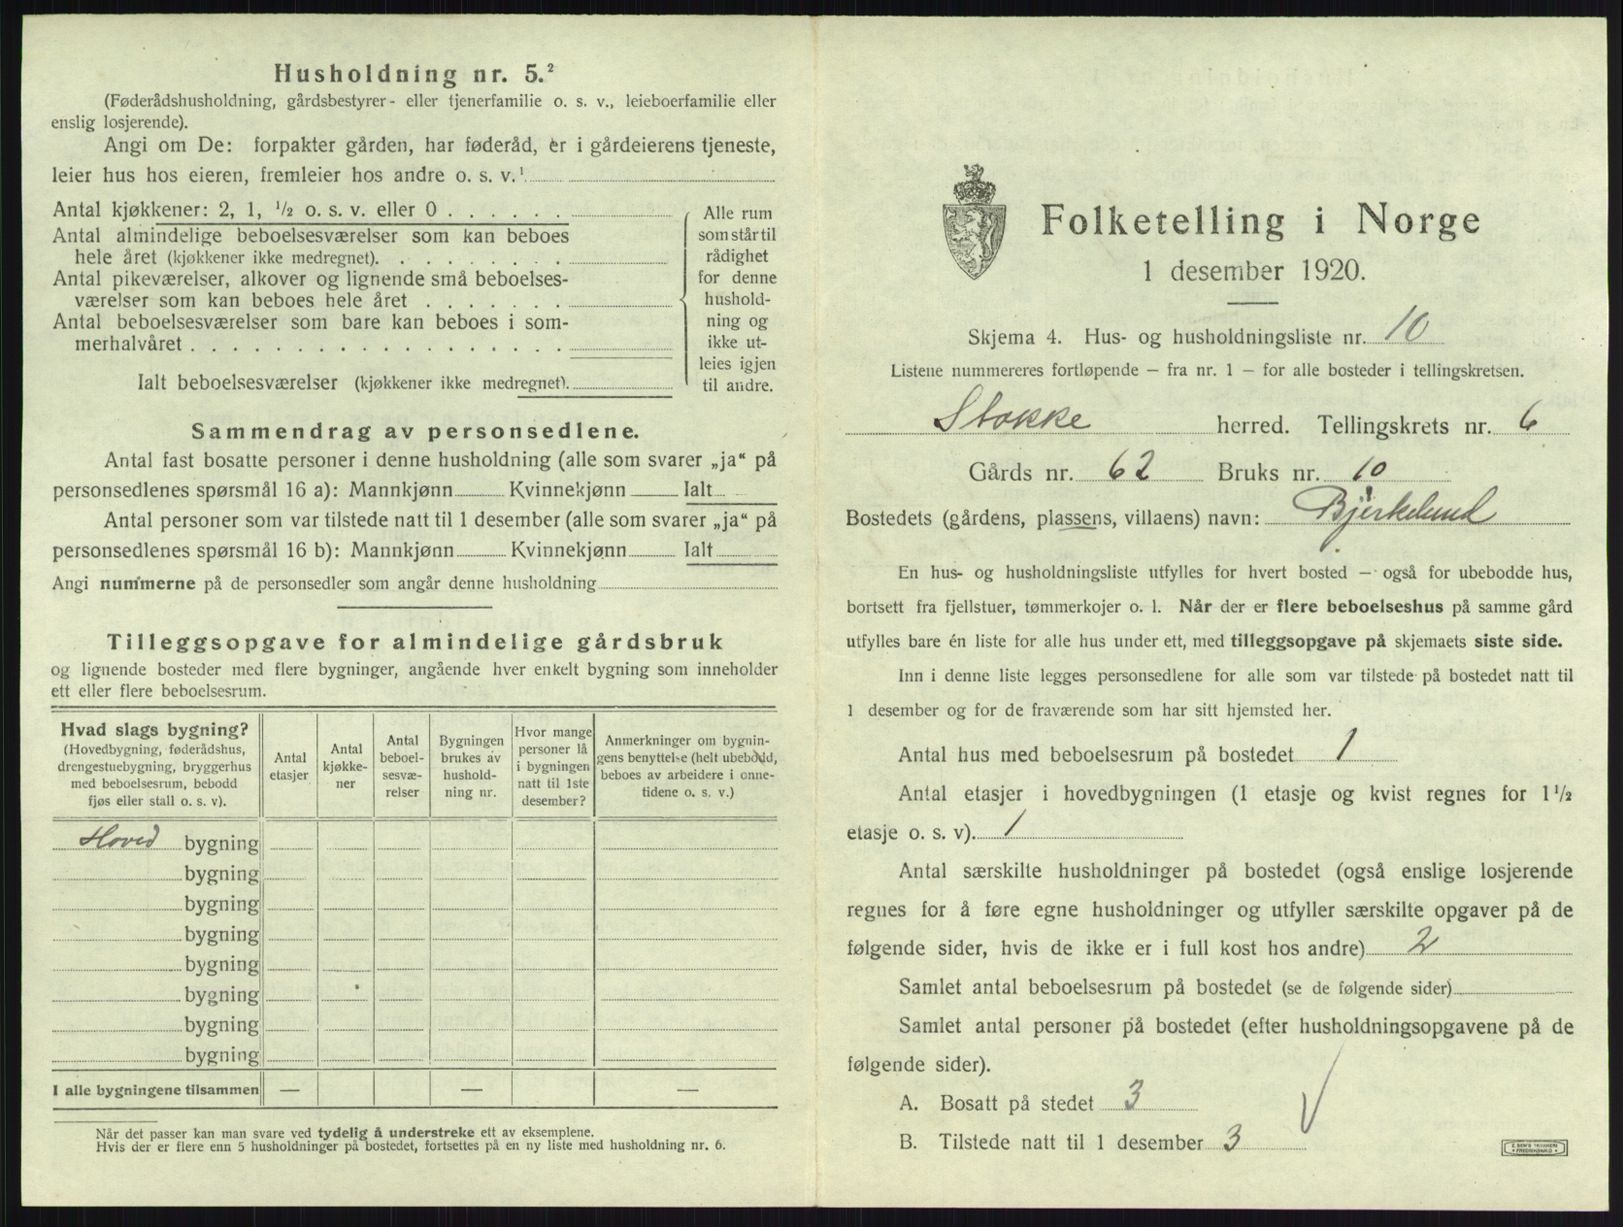 Husholdning nr. 5.²
(Føderådshusholdning, gårdsbestyrer- eller tjenerfamilie o. s. v., leieboerfamilie eller
enslig losjerende).
Angi om De: forpakter gården, har føderåd, er i gårdeierens tjeneste,
leier hus hos eieren, fremleier hos andre o. s. v.¹
Antal kjøkkener: 2, 1, ½ o. s. v. eller 0 . . . . . .
Antal almindelige beboelsesværelser som kan beboes
hele året (kjøkkener ikke medregnet). . . . . . . . .
Antal pikeværelser, alkover og lignende små beboelses-
værelser som kan beboes hele året . . . . . . .
Antal beboelsesværelser som bare kan beboes i som-
merhalvåret . . . . . . . . . . . . . . . . .
Ialt beboelsesværelser (kjøkkener ikke medregnet).
Alle rum
som står til
rådighet
for denne
hushold-
ning og
ikke ut-
leies igjen
til andre.
Sammendrag av personsedlene.
Antal fast bosatte personer i denne husholdning (alle som svarer „ja“ på
personsedlenes spørsmål 16 a): Mannkjønn Kvinnekjønn Ialt
Antal personer som var tilstede natt til 1 desember (alle som svarer „ja“ på
personsedlenes spørsmål 16 b): Mannkjønn Kvinnekjønn Ialt
Angi nummerne på de personsedler som angår denne husholdning
Tilleggsopgave for almindelige gårdsbruk
og lignende bosteder med flere bygninger, angående hver enkelt bygning som inneholder
ett eller flere beboelsesrum.
Hvad slags bygning?
(Hovedbygning, føderådshus,
drengestuebygning, bryggerhus
med beboelsesrum, bebodd
fjøs eller stall o. s. v).
Antal
etasjer
Antal
kjøkke-
ner
Antal
beboel-
sesvæ-
relser
Bygningen
brukes av
hushold-
ning nr.
Hvor mange
personer lå
i bygningen
natt til 1ste
desember?
Anmerkninger om bygnin-
gens benyttelse (helt ubebodd,
beboes av arbeidere i onne-
tidene o. s. v.)
Hoved bygning
bygning
bygning
bygning
bygning
bygning
bygning
bygning
I alle bygningene tilsammen — — —
Når det passer kan man svare ved tydelig å understreke ett av eksemplene.
Hvis der er flere enn 5 husholdninger på bostedet, fortsettes på en ny liste med husholdning nr. 6.
Folketelling i Norge
1 desember 1920.
Skjema 4. Hus- og husholdningsliste nr. 10
Listene nummereres fortløpende — fra nr. 1 — for alle bosteder i tellingskretsen.
Stokke herred. Tellingskrets nr. 6
Gårds nr. 62 Bruks nr. 10
Bostedets (gårdens, plassens, villaens) navn: Bjerkelund
En hus- og husholdningsliste utfylles for hvert bosted — også for ubebodde hus,
bortsett fra fjellstuer, tømmerkojer o. l. Når der er flere beboelseshus på samme gård
utfylles bare én liste for alle hus under ett, med tilleggsopgave på skjemaets siste side.
Inn i denne liste legges personsedlene for alle som var tilstede på bostedet natt til
1 desember og for de fraværende som har sitt hjemsted her.
Antal hus med beboelsesrum på bostedet 1
Antal etasjer i hovedbygningen (1 etasje og kvist regnes for 1½
etasje o. s. v). 1
Antal særskilte husholdninger på bostedet (også enslige losjerende
regnes for å føre egne husholdninger og utfyller særskilte opgaver på de
følgende sider, hvis de ikke er i full kost hos andre) 2
Samlet antal beboelsesrum på bostedet (se de følgende sider)
Samlet antal personer på bostedet (efter husholdningsopgavene på de
følgende sider).
A. Bosatt på stedet 3
B. Tilstede natt til 1 desember 3